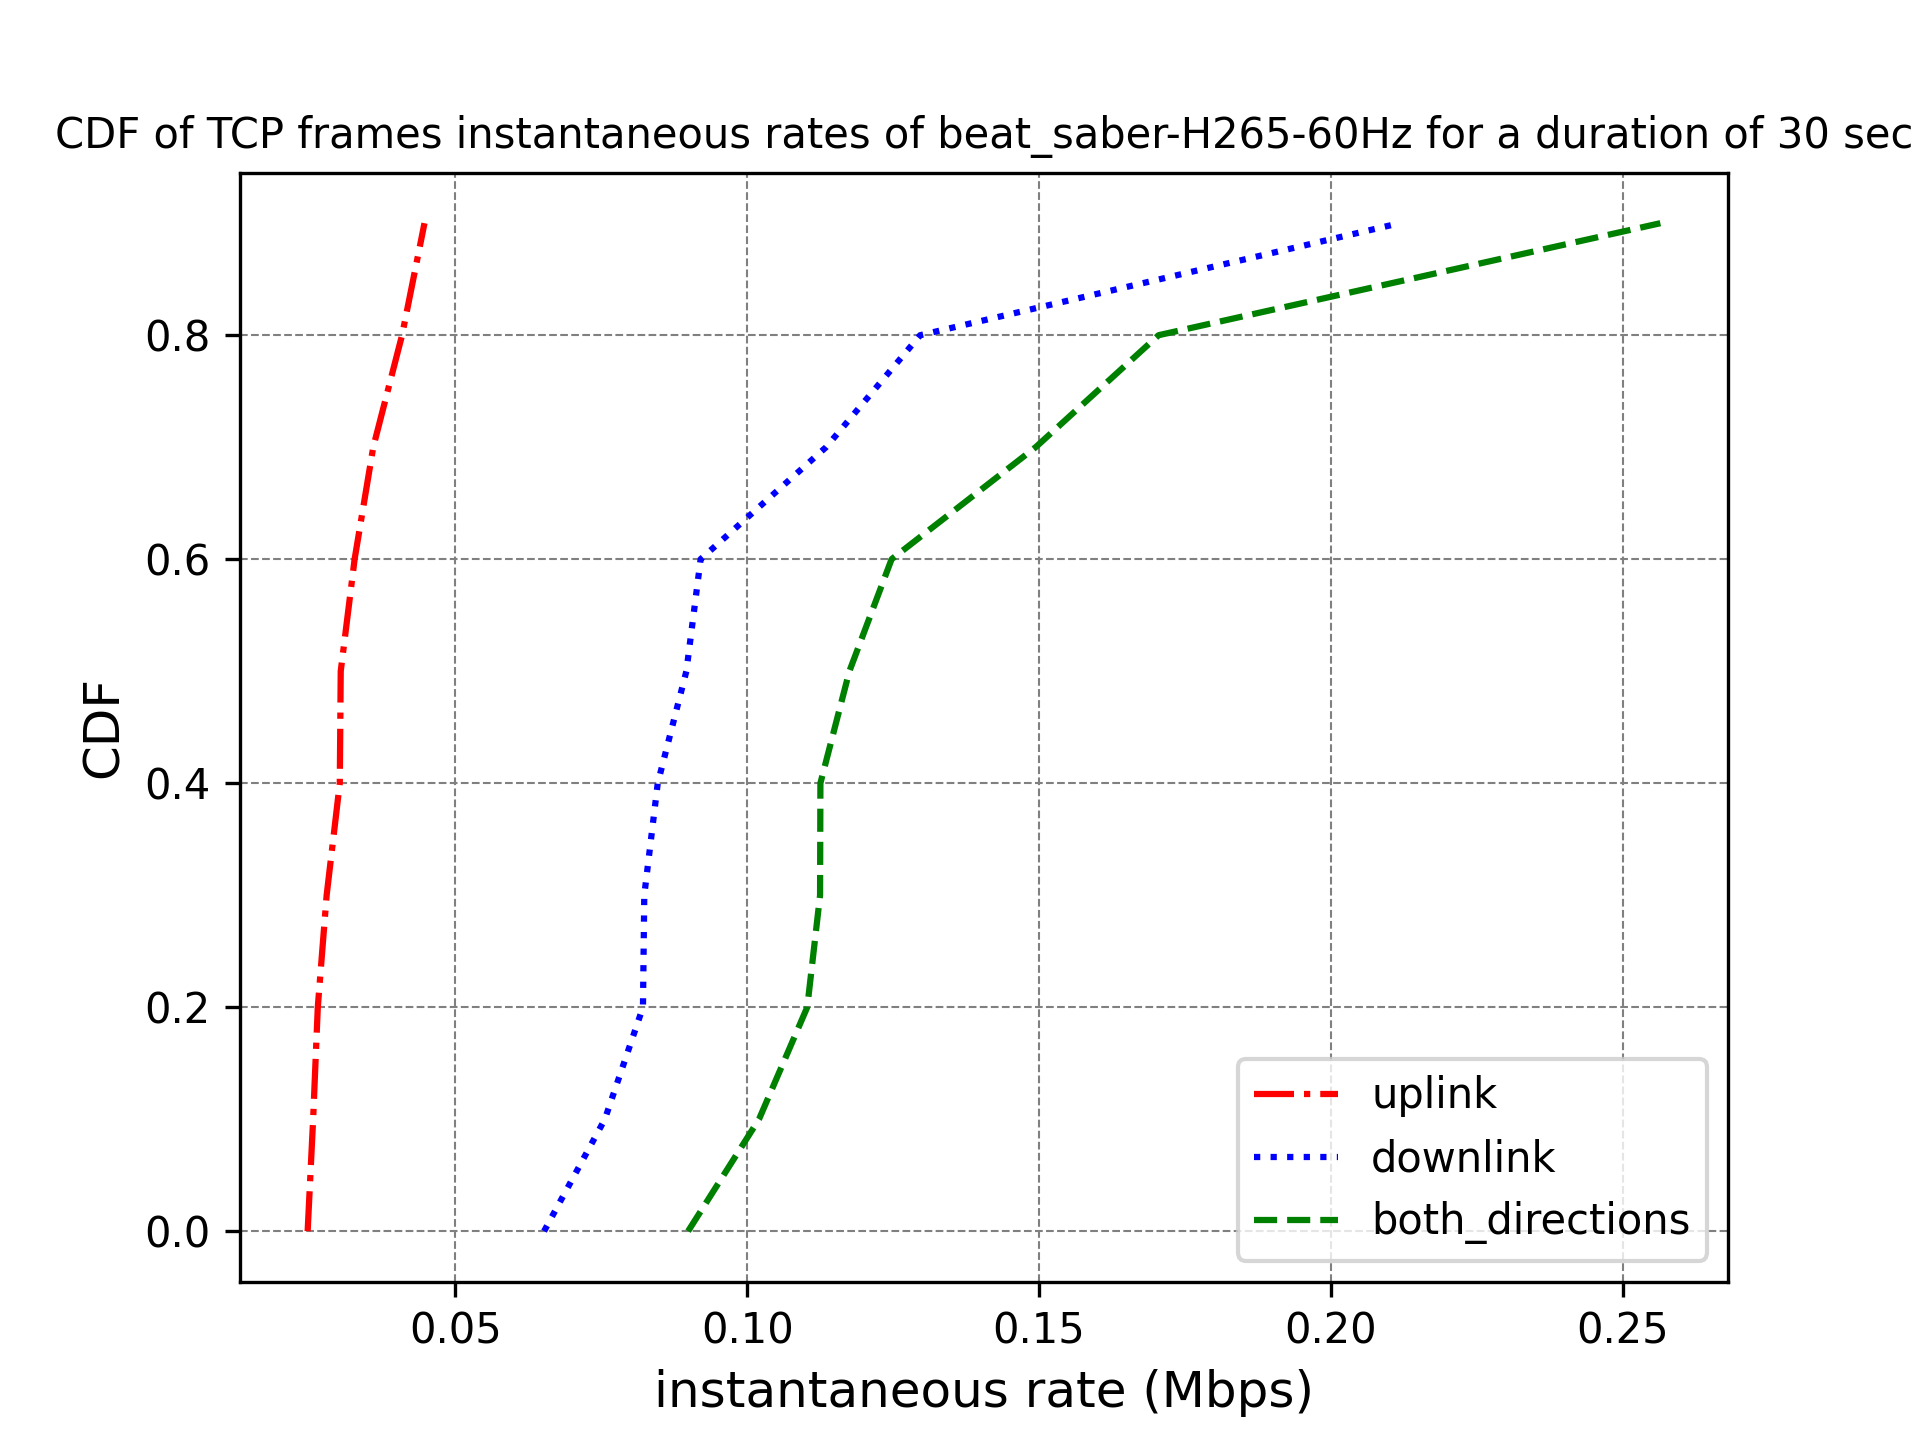 CDF of TCP frames instantaneous rates of beat_saber-H265-60Hz for a duration of 30 sec
CDF
0.8
0.6
0.4
0.2
0.0
0.05 0.10 0.15 0.20 0.25
instantaneous rate (Mbps)
uplink
downlink
both_directions